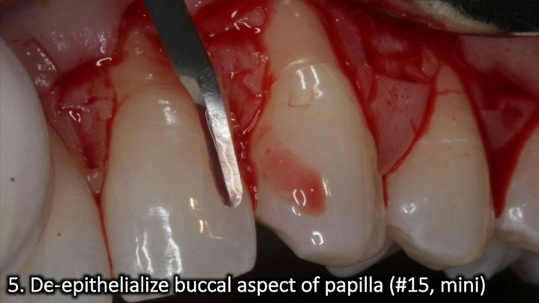 5. De-epithelialize buccal aspect of papilla (#15, mini)